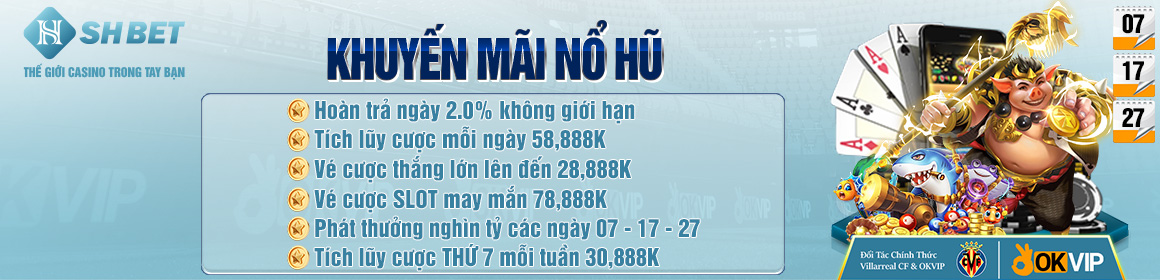 SHBET
THẾ GIỚI CASINO TRONG TAY BẠN
KHUYẾN MÃI NỔ HŨ
Hoàn trả ngày 2.0% không giới hạn
Tích lũy cược mỗi ngày 58,888K
Vé cược thắng lớn lên đến 28,888K
Vé cược SLOT may mắn 78,888K
Phát thưởng nghìn tỷ các ngày 07 - 17 - 27
Tích lũy cược THỨ 7 mỗi tuần 30,888K
07
17
27
A
A
A
A
Đối Tác Chính Thức
Villarreal CF & OKVIP
OKVIP
KVIP
OKVIP